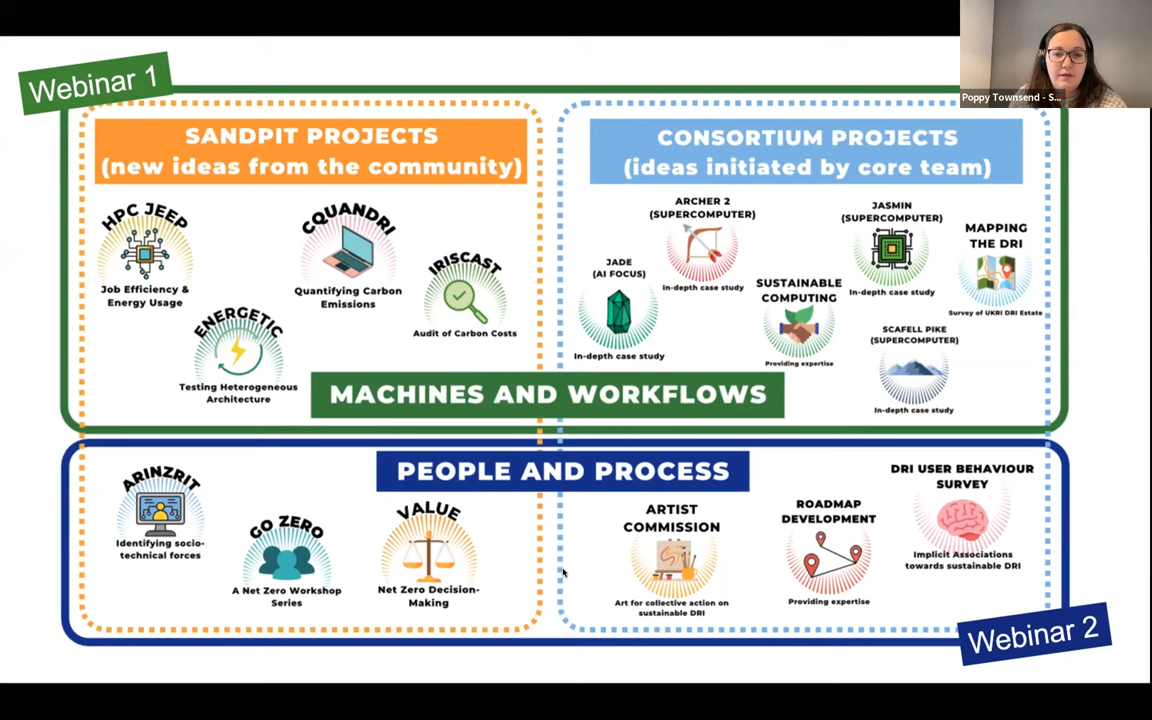 Webinar 1
Poppy Townsend - S...
SANDPIT PROJECTS
(new ideas from the community)
CONSORTIUM PROJECTS
(ideas initiated by core team)
HPC JEEP
Job Efficiency &
Energy Usage
CQUANDRI
Quantifying Carbon
Emissions
IRISCAST
Audit of Carbon Costs
ENERGETIC
Testing Heterogeneous
Architecture
JADE
(AI FOCUS)
In-depth case study
ARCHER 2
(SUPERCOMPUTER)
In-depth case study
SUSTAINABLE
COMPUTING
Providing expertise
JASMIN
(SUPERCOMPUTER)
In-depth case study
MAPPING
THE DRI
Survey of UKRI DRI Estate
SCAFELL PIKE
(SUPERCOMPUTER)
In-depth case study
MACHINES AND WORKFLOWS
PEOPLE AND PROCESS
ARINZRIT
Identifying socio-
technical forces
GO ZERO
A Net Zero Workshop
Series
VALUE
Net Zero Decision-
Making
ARTIST
COMMISSION
Art for collective action on
sustainable DRI
ROADMAP
DEVELOPMENT
Providing expertise
DRI USER BEHAVIOUR
SURVEY
Implicit Associations
towards sustainable DRI
Webinar 2